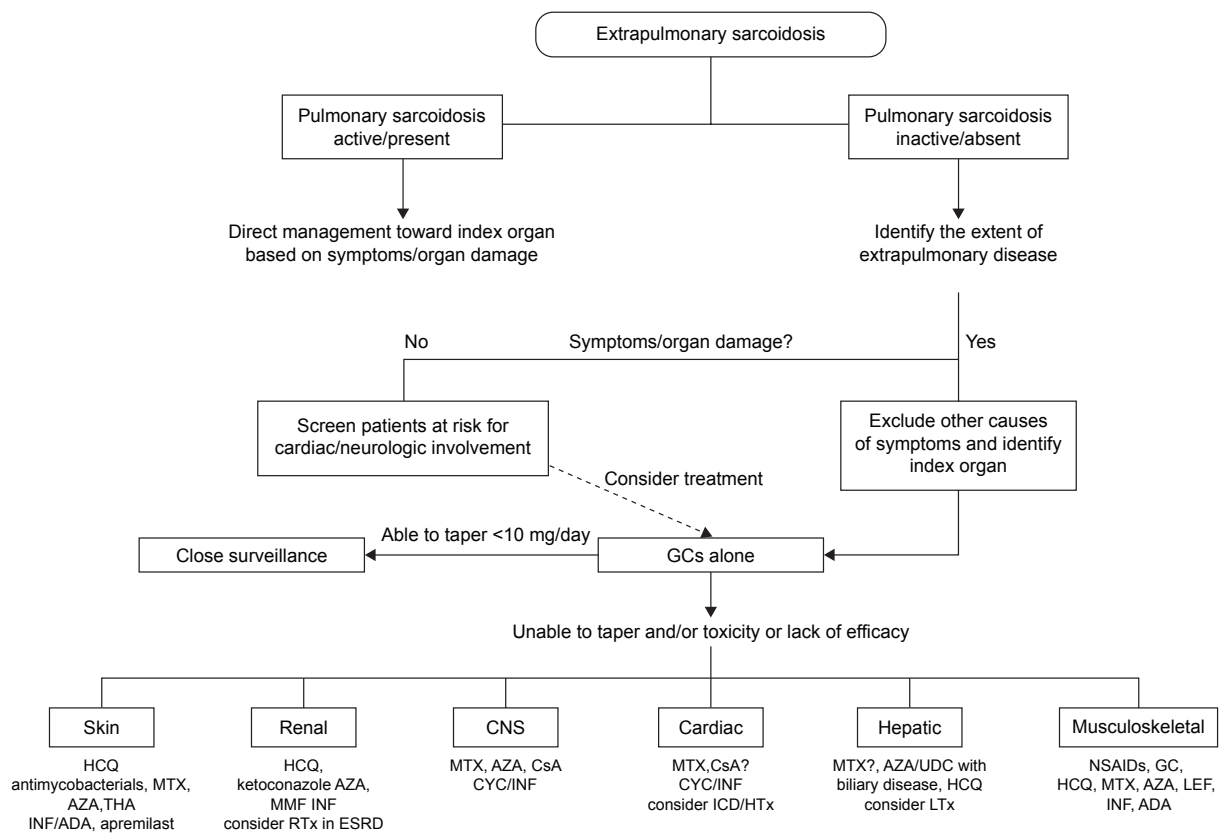 Extrapulmonary sarcoidosis
Pulmonary sarcoidosis
active/present
Pulmonary sarcoidosis
inactive/absent
Direct management toward index organ
based on symptoms/organ damage
Identify the extent of
extrapulmonary disease
No
Symptoms/organ damage?
Yes
Screen patients at risk for
cardiac/neurologic involvement
Exclude other causes
of symptoms and identify
index organ
Consider treatment
Close surveillance
Able to taper <10 mg/day
GCs alone
Unable to taper and/or toxicity or lack of efficacy
Skin
HCQ
antimycobacterials, MTX,
AZA,THA
INF/ADA, apremilast
Renal
HCQ,
ketoconazole AZA,
MMF INF
consider RTx in ESRD
CNS
MTX, AZA, CsA
CYC/INF
Cardiac
MTX,CsA?
CYC/INF
consider ICD/HTx
Hepatic
MTX?, AZA/UDC with
biliary disease, HCQ
consider LTx
Musculoskeletal
NSAIDs, GC,
HCQ, MTX, AZA, LEF,
INF, ADA